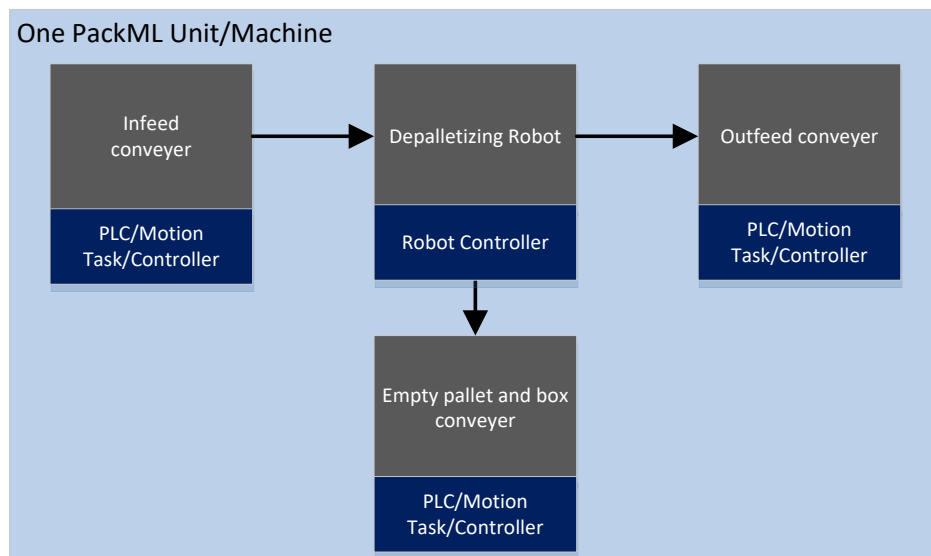 One PackML Unit/Machine
Infeed
conveyer
PLC/Motion
Task/Controller
Depalletizing Robot
Robot Controller
Outfeed conveyer
PLC/Motion
Task/Controller
Empty pallet and box
conveyer
PLC/Motion
Task/Controller